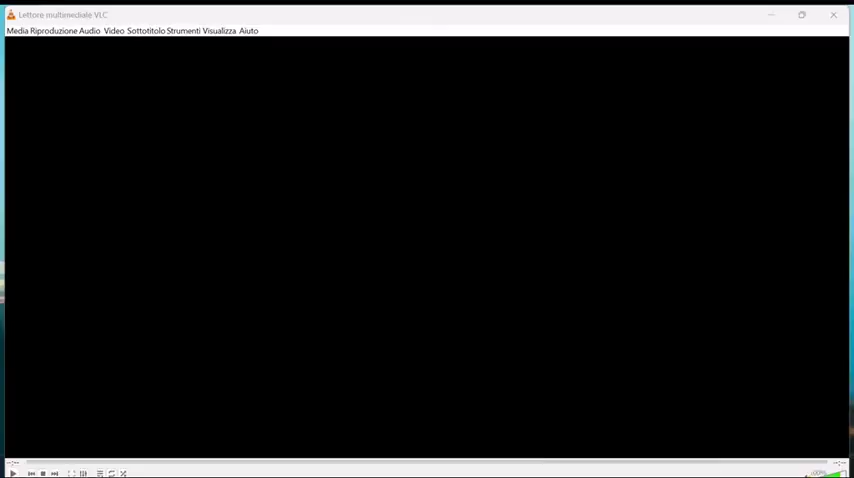 Lettore multimediale VLC
Media Riproduzione Audio Video Sottotitolo Strumenti Visualizza Aiuto
--:-- --:--